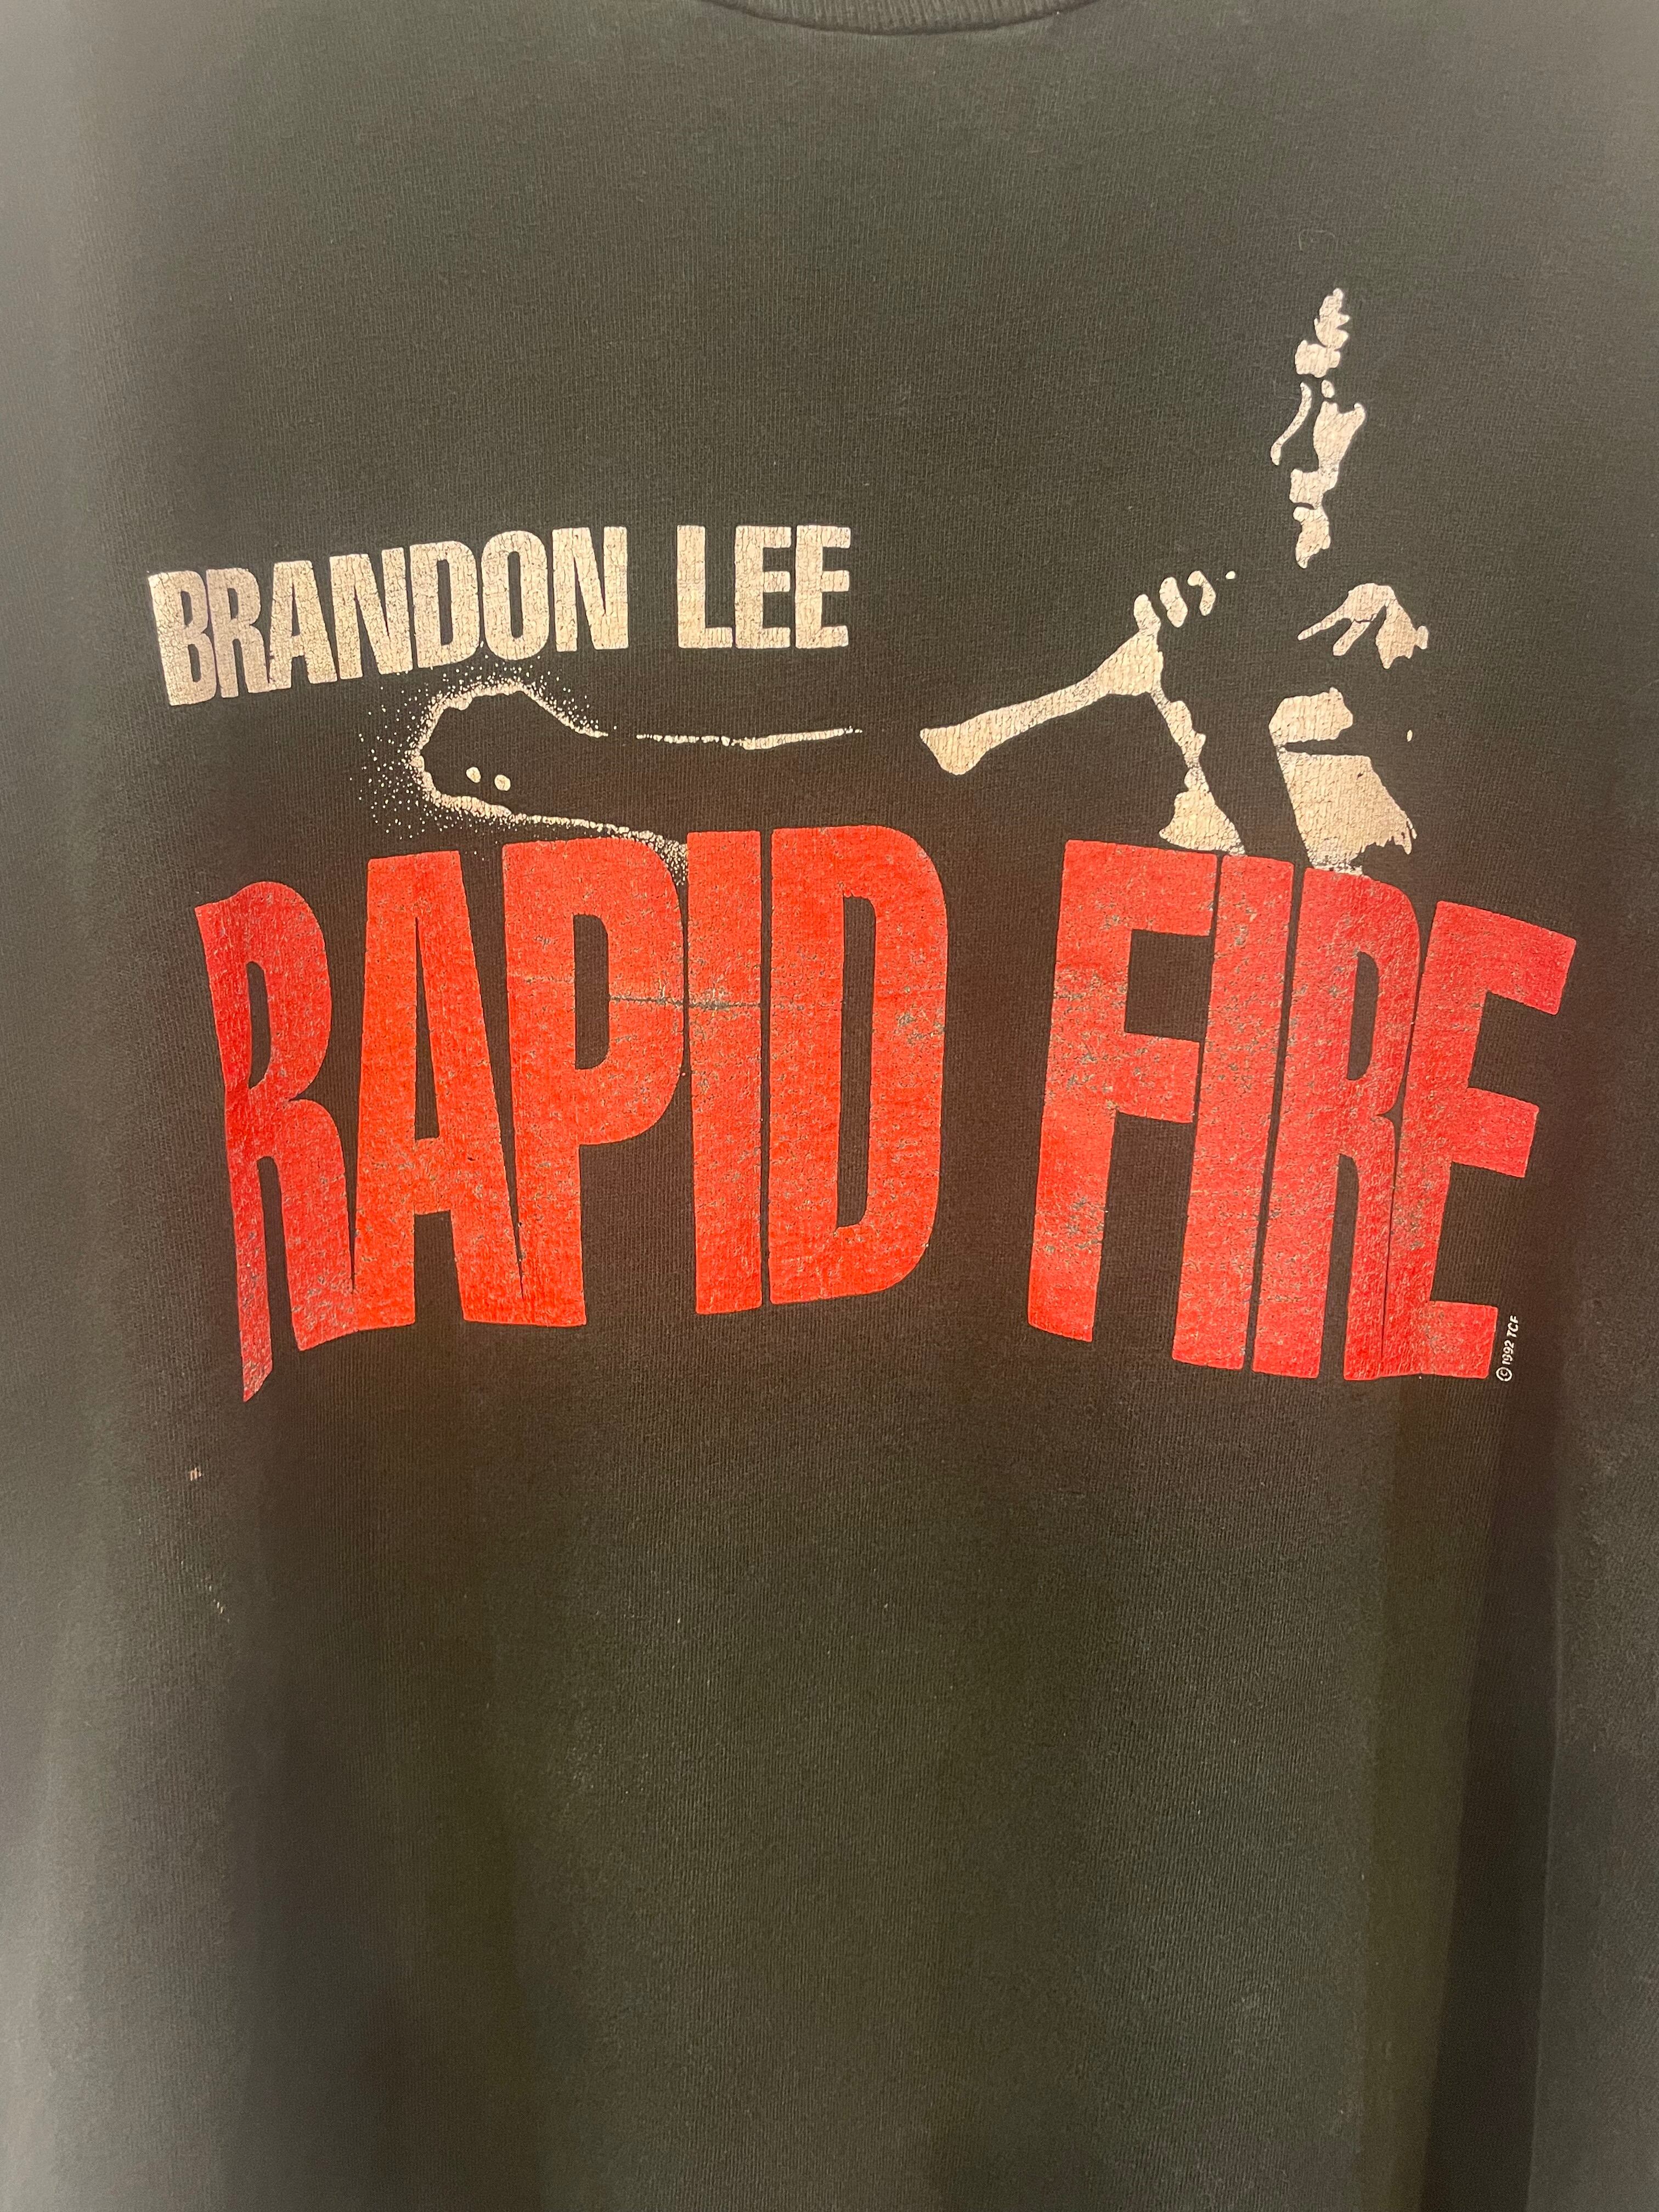 BRANDON LEE
RAPID FIRE
© 1992 TCF